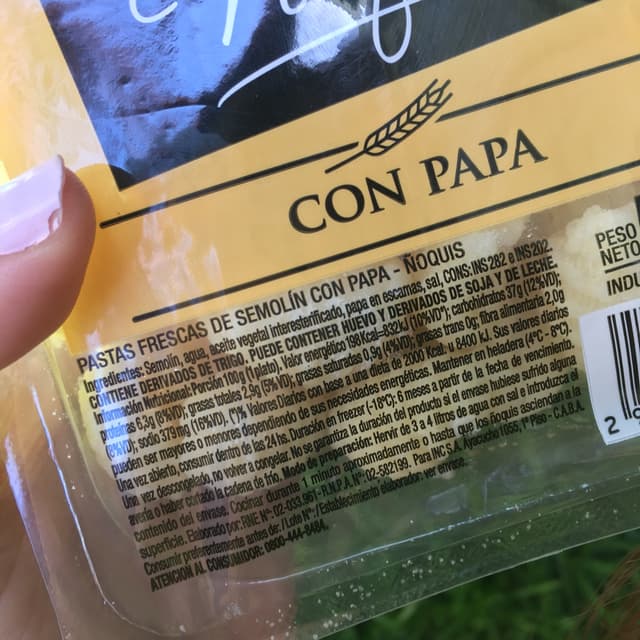 CON PAPA
PESO
NETO
INDU
PASTAS FRESCAS DE SEMOLÍN CON PAPA - ÑOQUIS
Ingredientes: Semolín, agua, aceite vegetal interesterificado, papa en escamas, sal, CONS:INS 282 e INS 202.
CONTIENE DERIVADOS DE TRIGO. PUEDE CONTENER HUEVO Y DERIVADOS DE SOJA Y DE LECHE
Información Nutricional: Porción 100g (1 plato), Valor energético 198 Kcal=832kJ (10%VD); carbohidratos 37g (12%VD);
proteínas 6,3g (8%VD); grasas totales 2,5g (5%VD); grasas saturadas 0,9g (4%VD); grasas trans 0g; fibra alimentaria 2,0g
(8%VD); sodio 373mg (16%VD). (*)% Valores Diarios con base a una dieta de 2000 Kcal. u 8400 kJ. Sus valores diarios
pueden ser mayores o menores dependiendo de sus necesidades energéticas. Mantener en heladera (4°C - 8°C).
Una vez abierto, consumir dentro de las 24 hs. Duración en freezer (-18°C): 6 meses a partir de la fecha de vencimiento.
Una vez descongelado, no volver a congelar. No se garantiza la duración del producto si el envase hubiese sufrido alguna
avería o haber cortado la cadena de frío. Modo de preparación: Hervir de 3 a 4 litros de agua con sal e introduzca el
contenido del envase. Cocinar durante 1 minuto aproximadamente o hasta que los ñoquis asciendan a la
superficie. Elaborado por: RNE. N°: 02-033.961 - R.N.P.A. N°: 02-582199. Para INC S.A., 1°Piso - C.A.B.A.
Consumir preferentemente antes de: / Lote N°: / Establecimiento elaborador: ver envase.
ATENCIÓN AL CONSUMIDOR: 0800-444-8484.
2